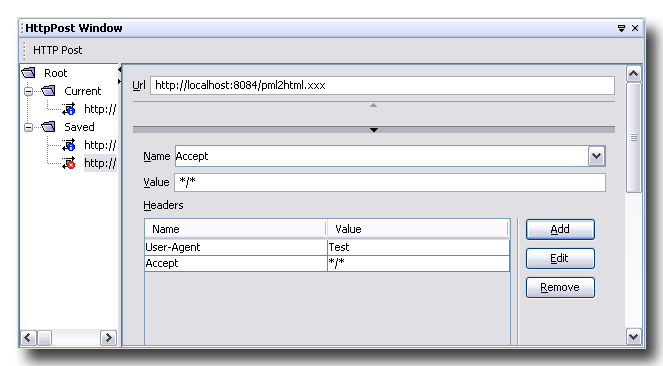 HttpPost Window
HTTP Post
Root
Current
http://
Saved
http://
http://
Url http://localhost:8084/pml2html.xxx
Name Accept
Value */*
Headers
Name Value
User-Agent Test
Accept */*
Add
Edit
Remove